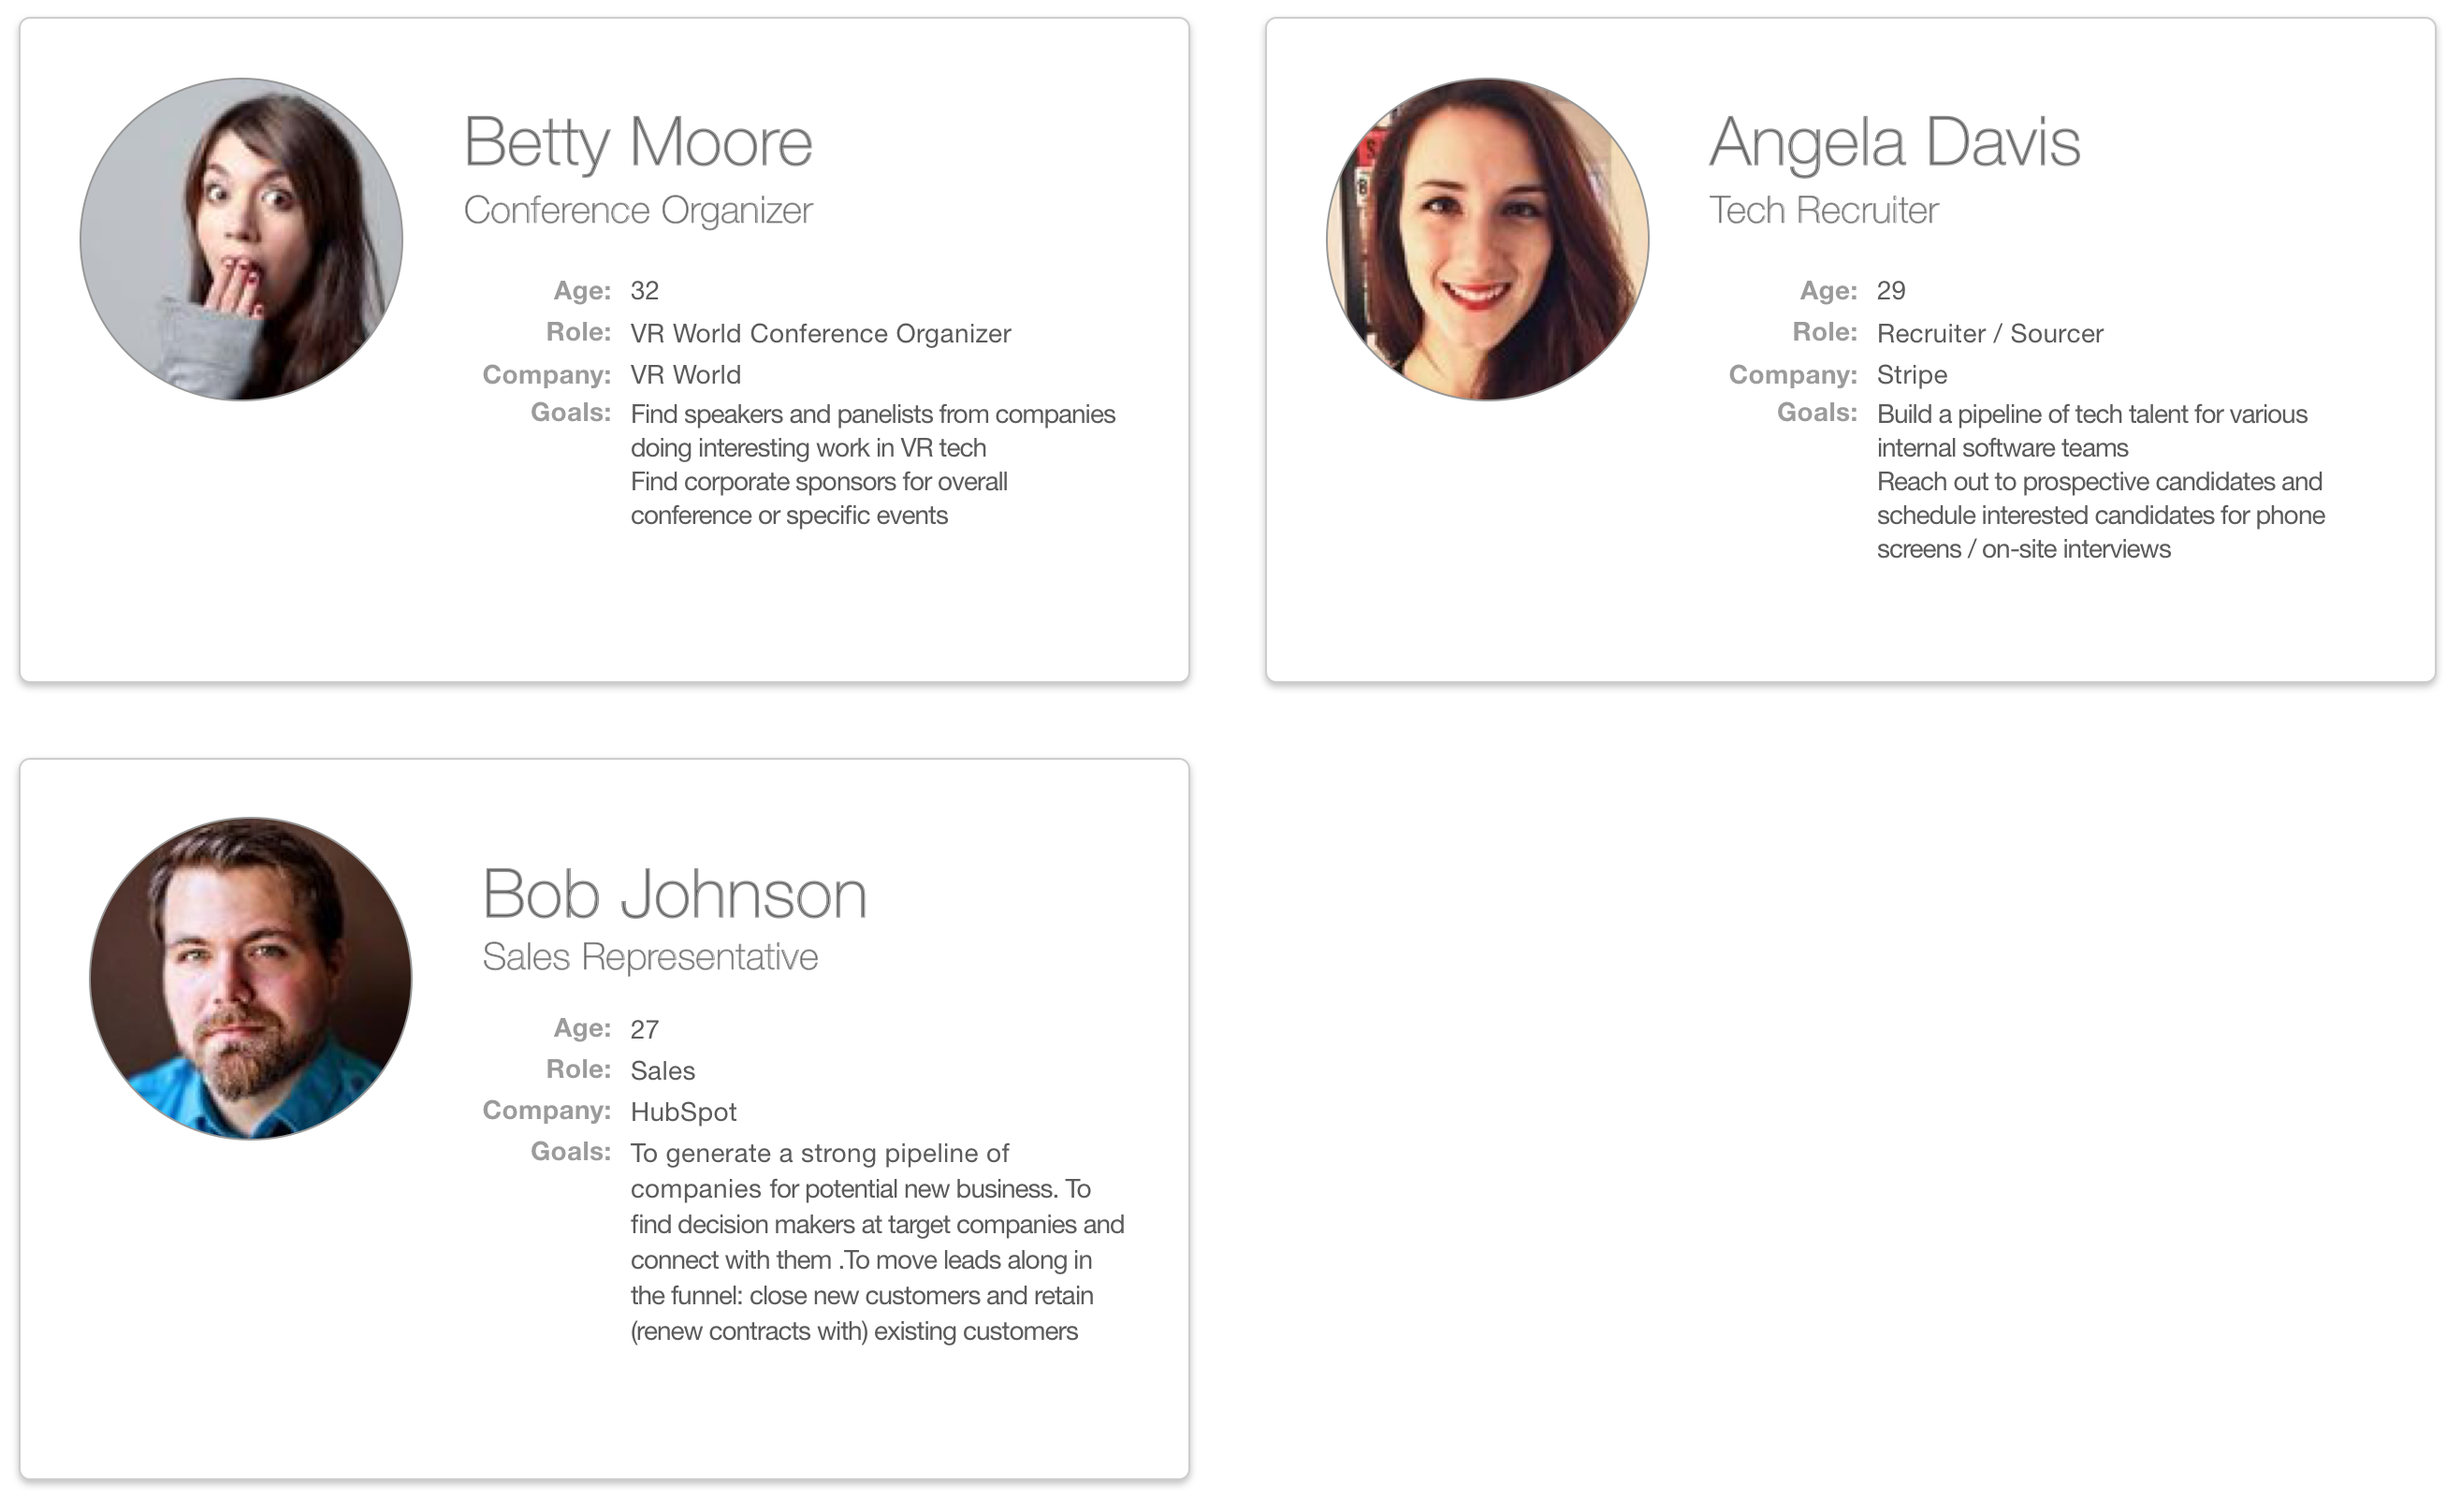 Betty Moore
Conference Organizer
Age: 32
Role: VR World Conference Organizer
Company: VR World
Goals: Find speakers and panelists from companies
doing interesting work in VR tech
Find corporate sponsors for overall
conference or specific events
Angela Davis
Tech Recruiter
Age: 29
Role: Recruiter / Sourcer
Company: Stripe
Goals: Build a pipeline of tech talent for various
internal software teams
Reach out to prospective candidates and
schedule interested candidates for phone
screens / on-site interviews
Bob Johnson
Sales Representative
Age: 27
Role: Sales
Company: HubSpot
Goals: To generate a strong pipeline of
companies for potential new business. To
find decision makers at target companies and
connect with them .To move leads along in
the funnel: close new customers and retain
(renew contracts with) existing customers